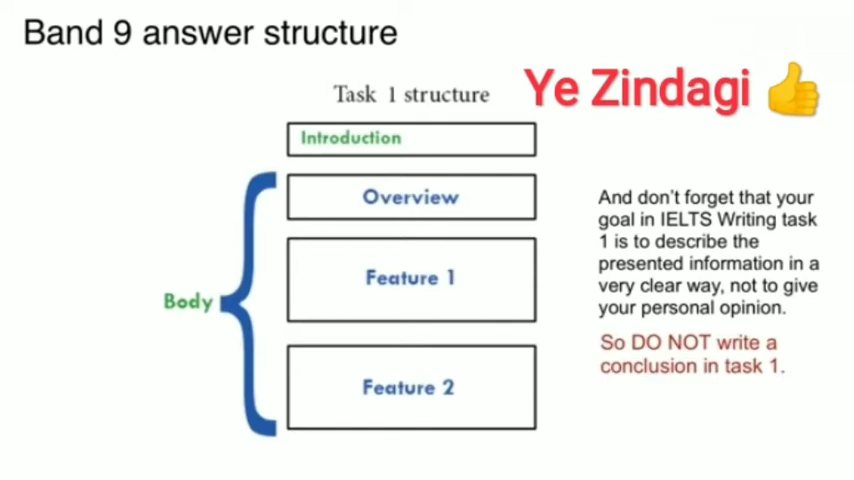 Band 9 answer structure
Ye Zindagi 👍
Task 1 structure
Introduction
Overview
Feature 1
Body
Feature 2
And don't forget that your
goal in IELTS Writing task
1 is to describe the
presented information in a
very clear way, not to give
your personal opinion.
So DO NOT write a
conclusion in task 1.